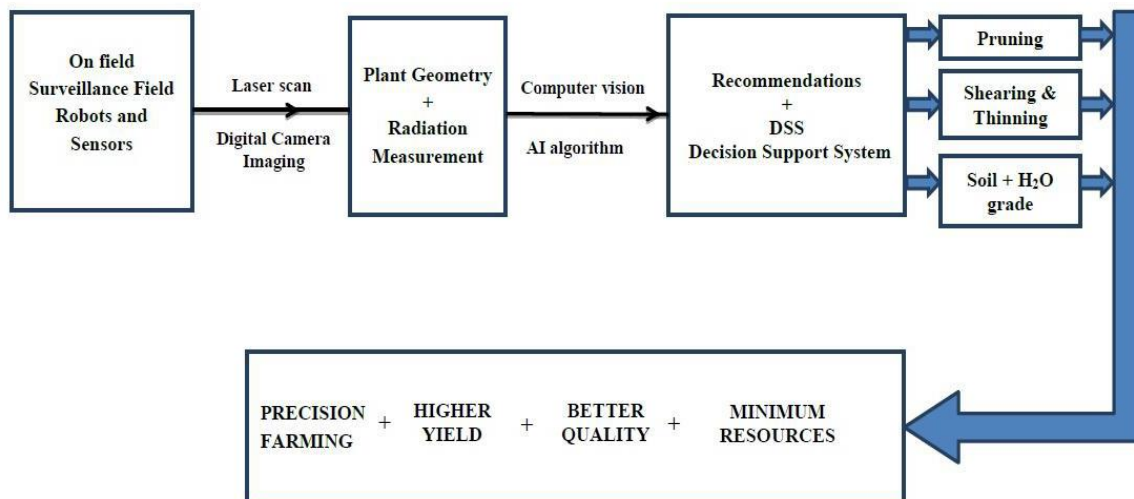 On field
Surveillance Field
Robots and
Sensors
Laser scan
Digital Camera
Imaging
Plant Geometry
+
Radiation
Measurement
Computer vision
AI algorithm
Recommendations
+
DSS
Decision Support System
Pruning
Shearing &
Thinning
Soil + H₂O
grade
PRECISION
FARMING
+
HIGHER
YIELD
+
BETTER
QUALITY
+
MINIMUM
RESOURCES